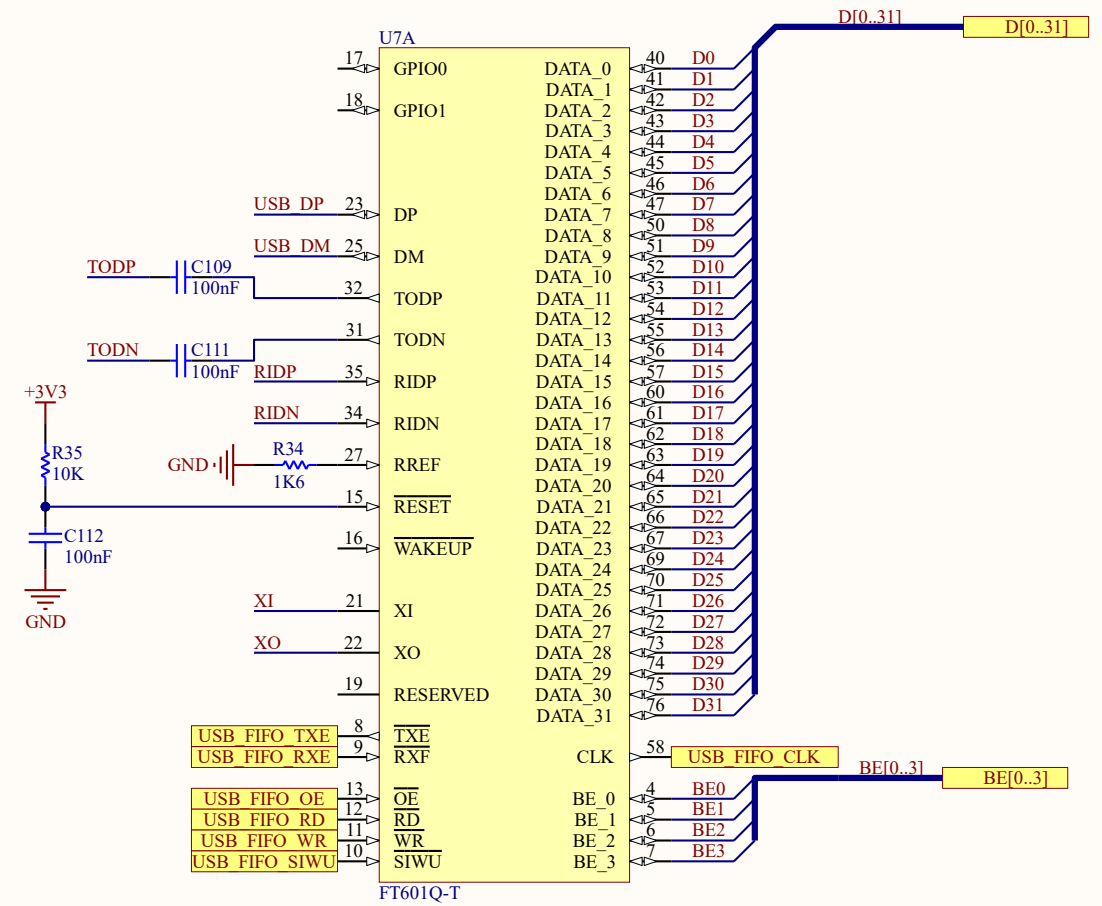 D[0..31]
D[0..31]
U7A
17 GPIO0
18 GPIO1
USB_DP 23 DP
USB_DM 25 DM
TODP C109 100nF 32 TODP
TODN C111 100nF 31 TODN
RIDP 35 RIDP
RIDN 34 RIDN
+3V3
R35
10K
GND R34 1K6 27 RREF
15 RESET
C112
100nF
GND
16 WAKEUP
XI 21 XI
XO 22 XO
19 RESERVED
USB_FIFO_TXE 8 TXE
USB_FIFO_RXE 9 RXF
USB_FIFO_OE 13 OE
USB_FIFO_RD 12 RD
USB_FIFO_WR 11 WR
USB_FIFO_SIWU 10 SIWU
DATA_0 40 D0
DATA_1 41 D1
DATA_2 42 D2
DATA_3 43 D3
DATA_4 44 D4
DATA_5 45 D5
DATA_6 46 D6
DATA_7 47 D7
DATA_8 50 D8
DATA_9 51 D9
DATA_10 52 D10
DATA_11 53 D11
DATA_12 54 D12
DATA_13 55 D13
DATA_14 56 D14
DATA_15 57 D15
DATA_16 60 D16
DATA_17 61 D17
DATA_18 62 D18
DATA_19 63 D19
DATA_20 64 D20
DATA_21 65 D21
DATA_22 66 D22
DATA_23 67 D23
DATA_24 69 D24
DATA_25 70 D25
DATA_26 71 D26
DATA_27 72 D27
DATA_28 73 D28
DATA_29 74 D29
DATA_30 75 D30
DATA_31 76 D31
CLK 58 USB_FIFO_CLK
BE[0..3]
BE[0..3]
BE_0 4 BE0
BE_1 5 BE1
BE_2 6 BE2
BE_3 7 BE3
FT601Q-T